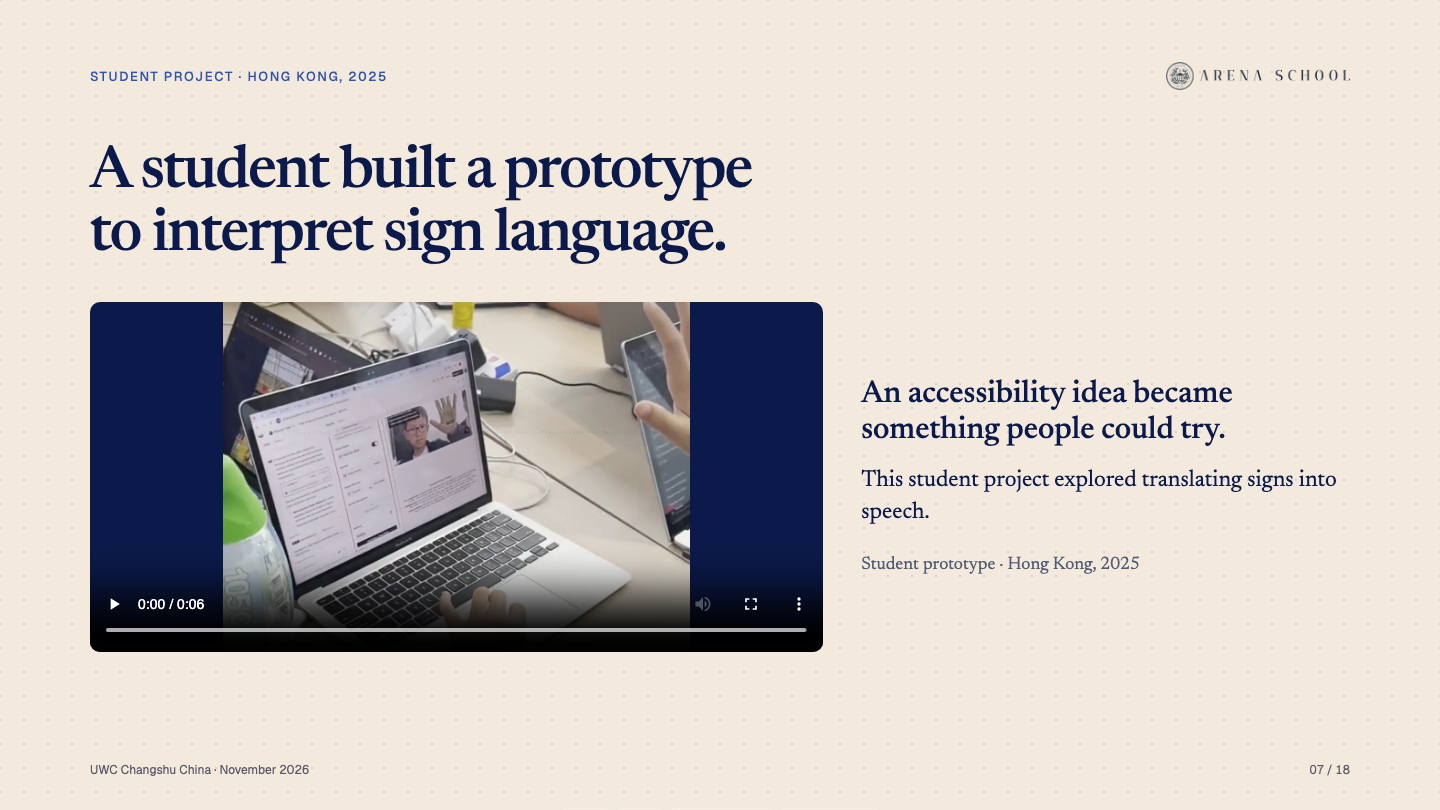 STUDENT PROJECT · HONG KONG, 2025
ARENA SCHOOL
A student built a prototype
to interpret sign language.
An accessibility idea became
something people could try.
This student project explored translating signs into
speech.
Student prototype · Hong Kong, 2025
0:00 / 0:06
UWC Changshu China · November 2026
07 / 18